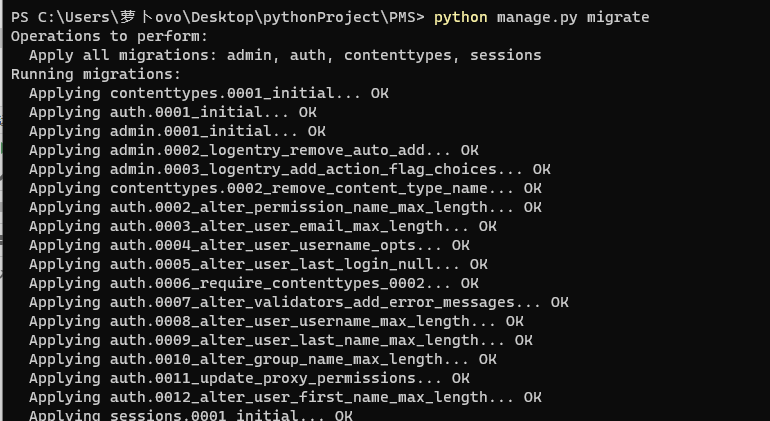 PS C:\Users\萝卜ovo\Desktop\pythonProject\PMS> python manage.py migrate
Operations to perform:
  Apply all migrations: admin, auth, contenttypes, sessions
Running migrations:
  Applying contenttypes.0001_initial... OK
  Applying auth.0001_initial... OK
  Applying admin.0001_initial... OK
  Applying admin.0002_logentry_remove_auto_add... OK
  Applying admin.0003_logentry_add_action_flag_choices... OK
  Applying contenttypes.0002_remove_content_type_name... OK
  Applying auth.0002_alter_permission_name_max_length... OK
  Applying auth.0003_alter_user_email_max_length... OK
  Applying auth.0004_alter_user_username_opts... OK
  Applying auth.0005_alter_user_last_login_null... OK
  Applying auth.0006_require_contenttypes_0002... OK
  Applying auth.0007_alter_validators_add_error_messages... OK
  Applying auth.0008_alter_user_username_max_length... OK
  Applying auth.0009_alter_user_last_name_max_length... OK
  Applying auth.0010_alter_group_name_max_length... OK
  Applying auth.0011_update_proxy_permissions... OK
  Applying auth.0012_alter_user_first_name_max_length... OK
  Applying sessions.0001_initial... OK